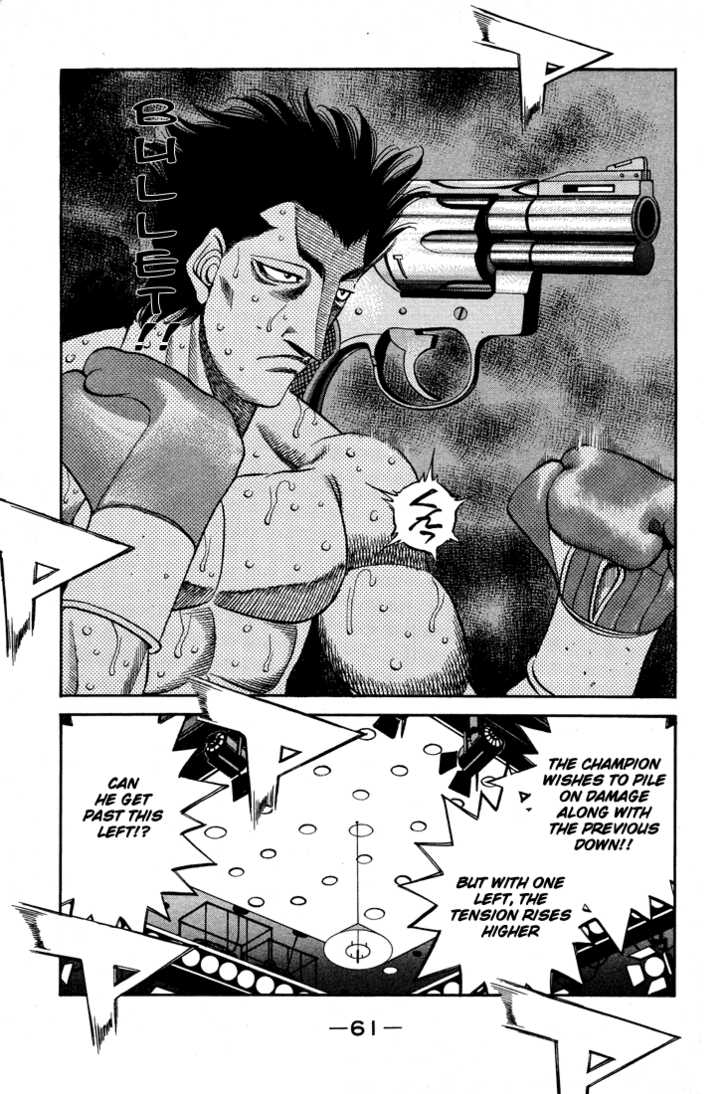 BULLET!!
THE CHAMPION
WISHES TO PILE
ON DAMAGE
ALONG WITH
THE PREVIOUS
DOWN!!
BUT WITH ONE
LEFT, THE
TENSION RISES
HIGHER
CAN
HE GET
PAST THIS
LEFT!?
—61—